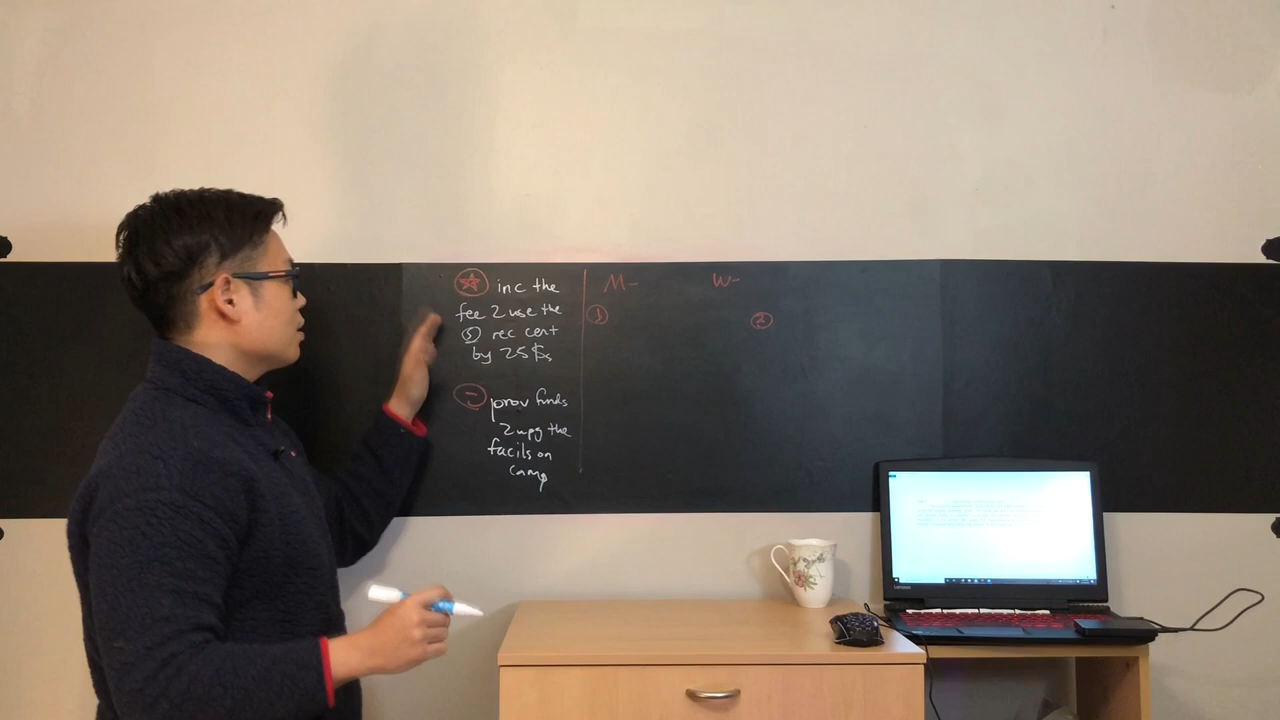 inc the
fee 2 use the
Ⓢ rec cent
by 25 $s
prov funds
2 upg the
facils on
camp
M-
W-
①
②
Lenovo